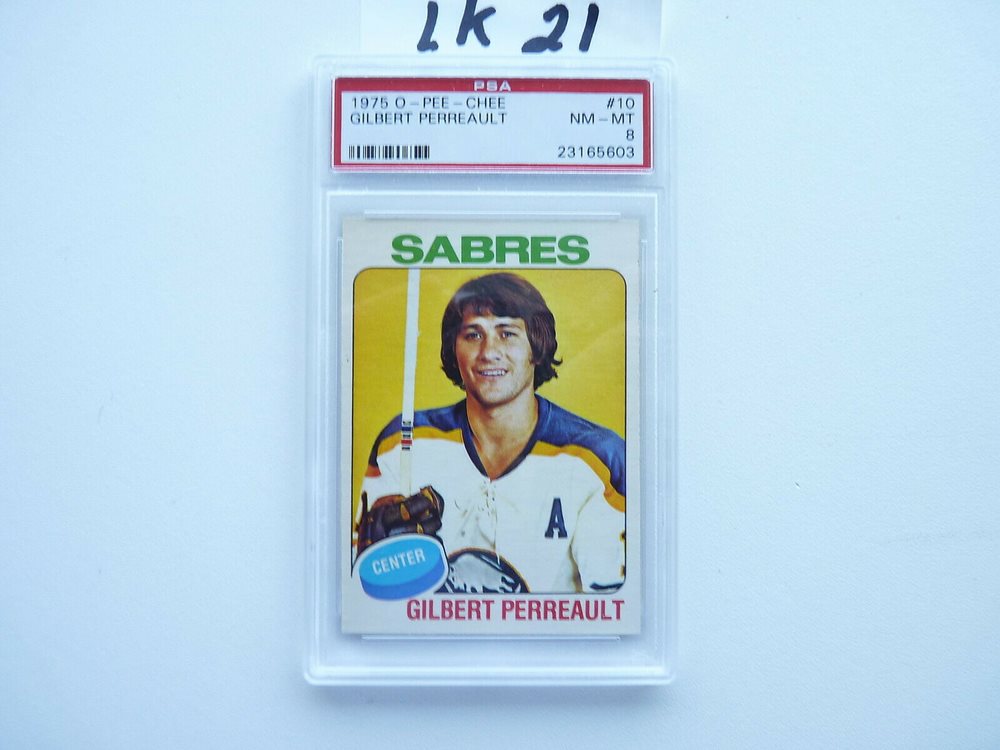 LK 21
PSA
1975 O-PEE-CHEE #10
GILBERT PERREAULT NM-MT
8
23165603
SABRES
A
CENTER
GILBERT PERREAULT